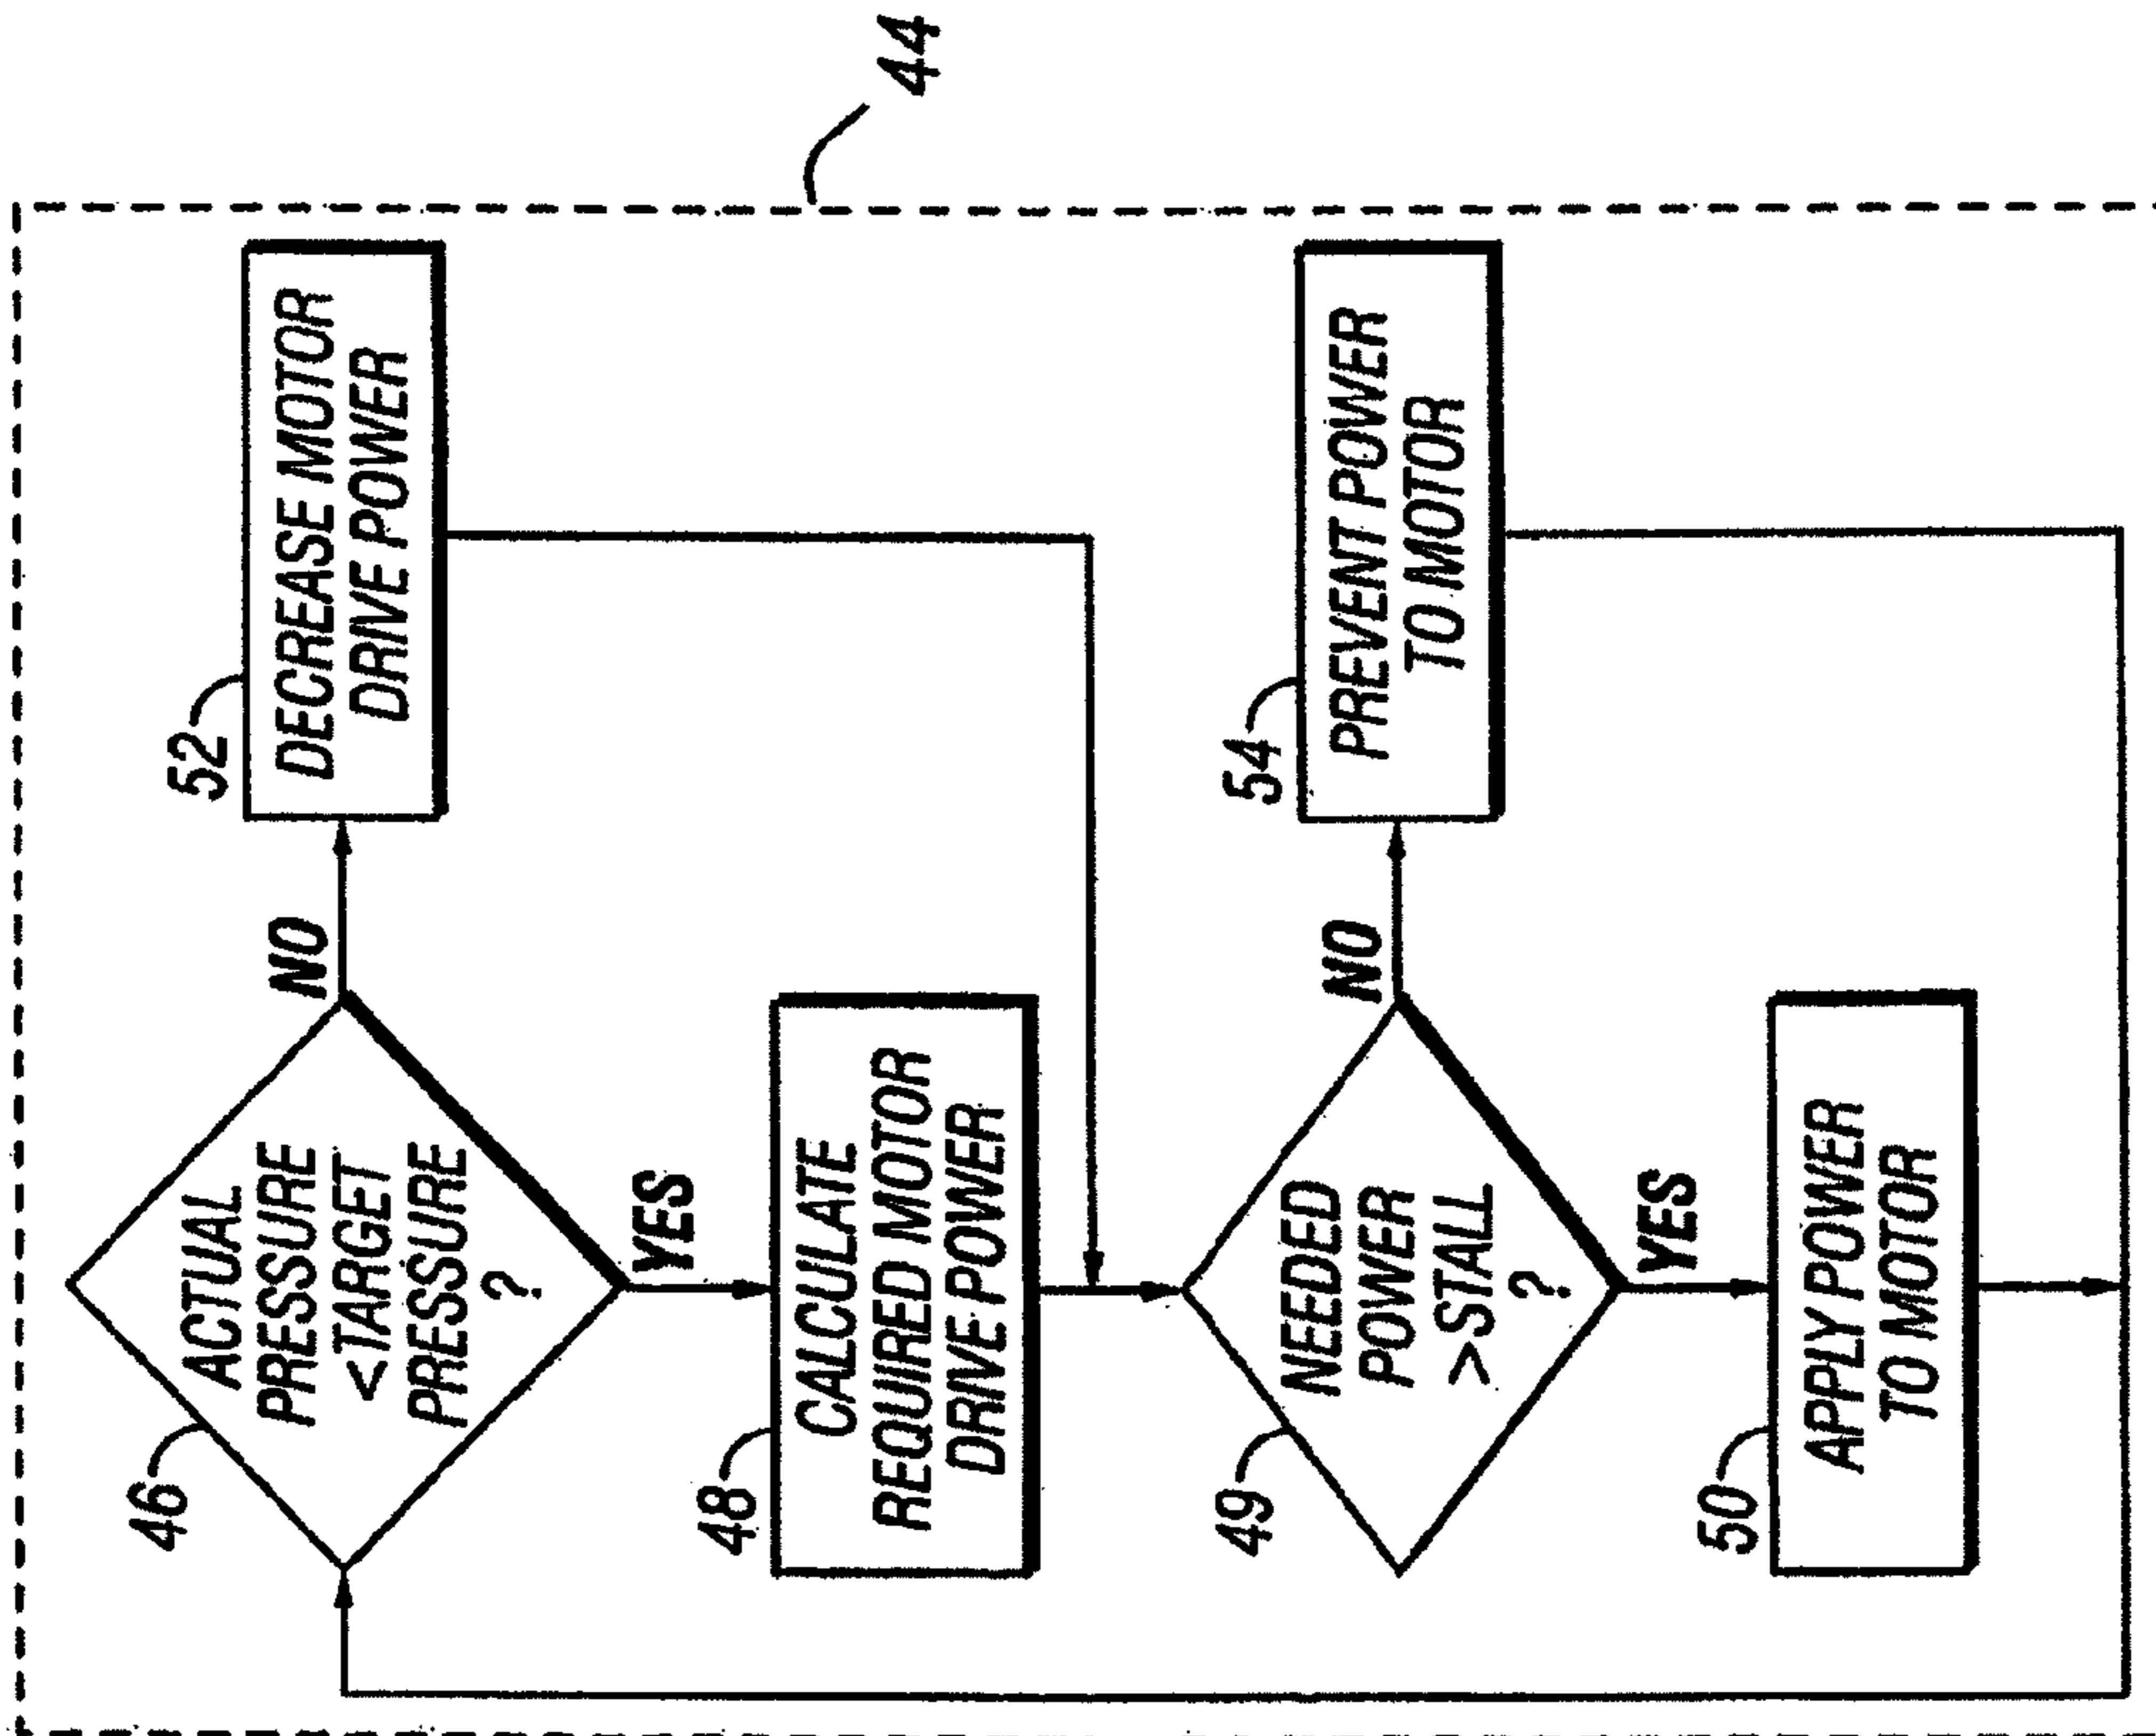 44
46
ACTUAL
PRESSURE
<TARGET
PRESSURE
?
NO
52
DECREASE MOTOR
DRIVE POWER
YES
48
CALCULATE
REQUIRED MOTOR
DRIVE POWER
49
NEEDED
POWER
>STALL
?
NO
54
PREVENT POWER
TO MOTOR
YES
50
APPLY POWER
TO MOTOR